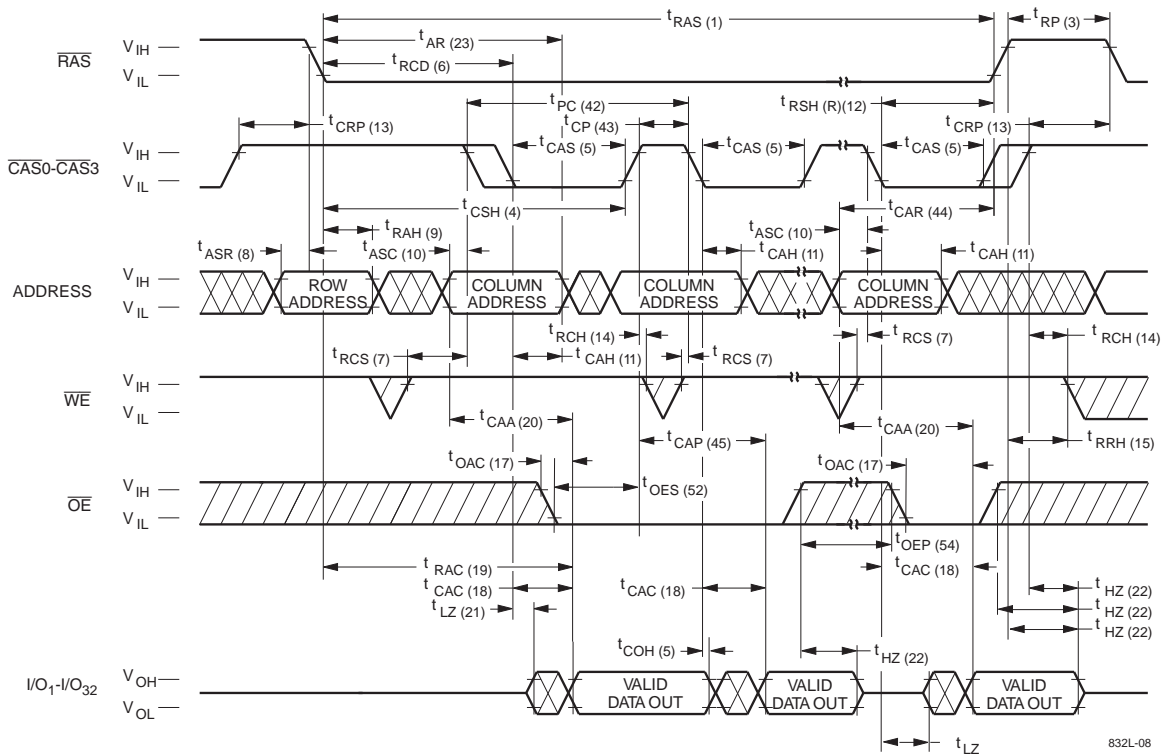 t RAS (1)
t RP (3)
t AR (23)
RAS
V IH
V IL
t RCD (6)
t PC (42)
t RSH (R)(12)
t CRP (13)
t CP (43)
t CRP (13)
CAS0-CAS3
V IH
V IL
t CAS (5)
t CAS (5)
t CAS (5)
t CSH (4)
t CAR (44)
t RAH (9)
t ASC (10)
t ASR (8)
t ASC (10)
t CAH (11)
t CAH (11)
ADDRESS
V IH
V IL
ROW ADDRESS
COLUMN ADDRESS
COLUMN ADDRESS
COLUMN ADDRESS
t RCH (14)
t RCS (7)
t RCH (14)
t RCS (7)
t CAH (11)
t RCS (7)
WE
V IH
V IL
t CAA (20)
t CAP (45)
t CAA (20)
t RRH (15)
t OAC (17)
t OAC (17)
OE
V IH
V IL
t OES (52)
t OEP (54)
t RAC (19)
t CAC (18)
t CAC (18)
t CAC (18)
t HZ (22)
t LZ (21)
t HZ (22)
t HZ (22)
t COH (5)
t HZ (22)
I/O1-I/O32
V OH
V OL
VALID DATA OUT
VALID DATA OUT
VALID DATA OUT
t LZ
832L-08